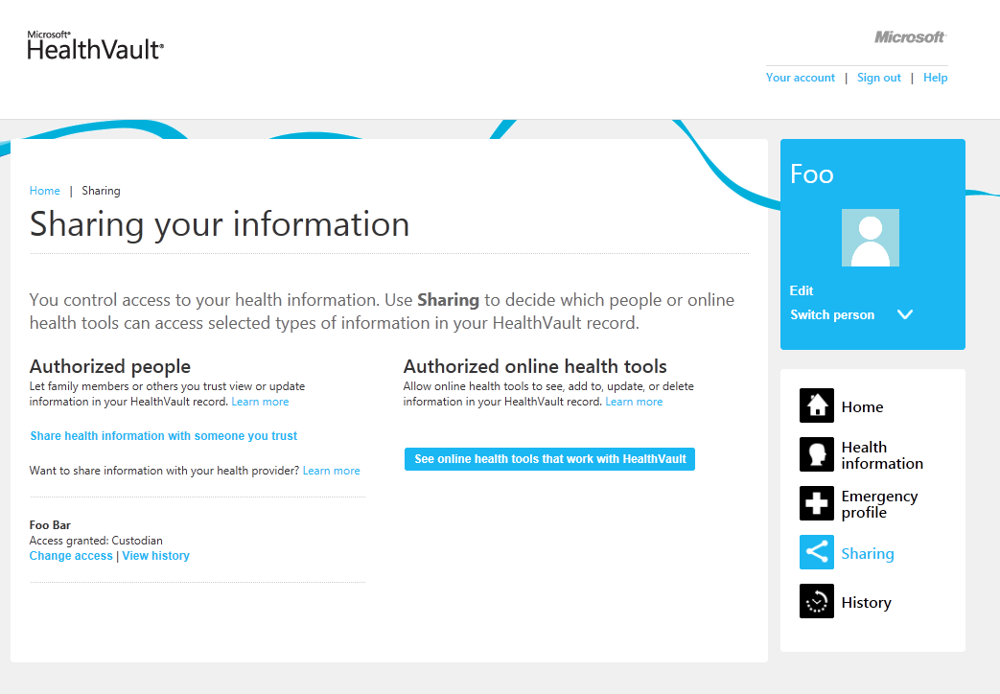 Microsoft®
HealthVault®
Microsoft
Your account | Sign out | Help
Home | Sharing
Sharing your information
You control access to your health information. Use Sharing to decide which people or online
health tools can access selected types of information in your HealthVault record.
Authorized people
Let family members or others you trust view or update
information in your HealthVault record. Learn more
Share health information with someone you trust
Want to share information with your health provider? Learn more
Foo Bar
Access granted: Custodian
Change access | View history
Authorized online health tools
Allow online health tools to see, add to, update, or delete
information in your HealthVault record. Learn more
See online health tools that work with HealthVault
Foo
Edit
Switch person
Home
Health
information
Emergency
profile
Sharing
History